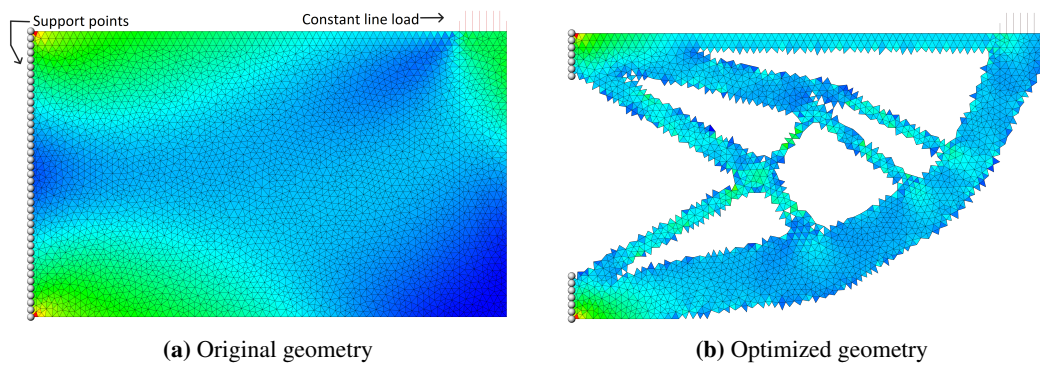 Support points
Constant line load
(a) Original geometry
(b) Optimized geometry